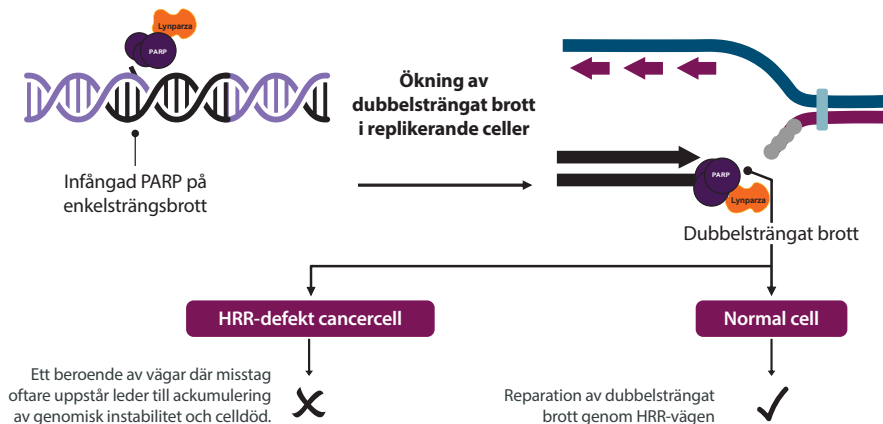 Lynparza
PARP
Infångad PARP på
enkelsträngsbrott
Ökning av
dubbelsträngat brott
i replikerande celler
PARP
Lynparza
Dubbelsträngat brott
HRR-defekt cancercell
Normal cell
Ett beroende av vägar där misstag
oftare uppstår leder till ackumulering
av genomisk instabilitet och celldöd.
Reparation av dubbelsträngat
brott genom HRR-vägen